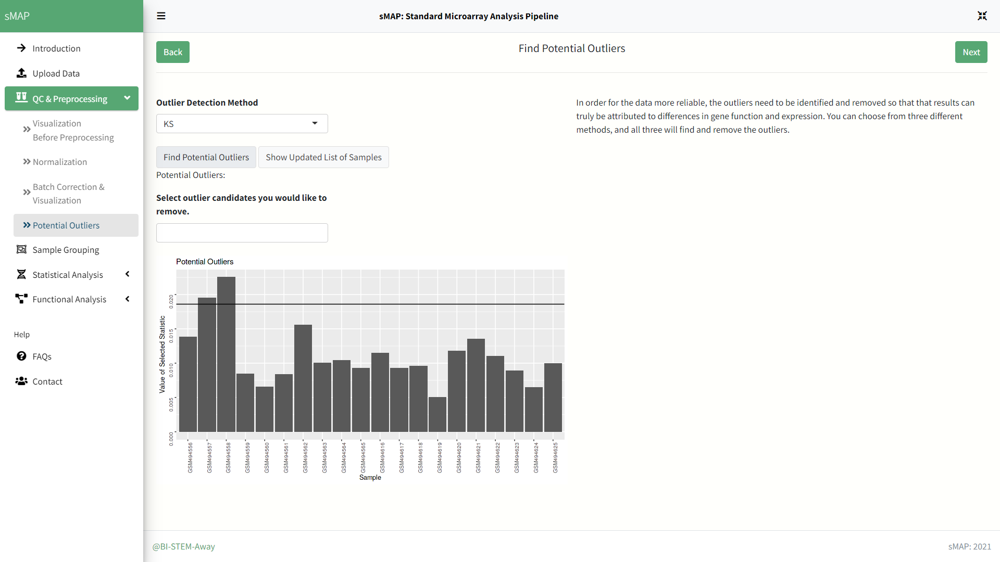 sMAP
sMAP: Standard Microarray Analysis Pipeline
Introduction
Upload Data
QC & Preprocessing
Visualization
Before Preprocessing
Normalization
Batch Correction &
Visualization
Potential Outliers
Sample Grouping
Statistical Analysis
Functional Analysis
Help
FAQs
Contact
Back
Find Potential Outliers
Next
Outlier Detection Method
KS
Find Potential Outliers
Show Updated List of Samples
Potential Outliers:
Select outlier candidates you would like to
remove.
In order for the data more reliable, the outliers need to be identified and removed so that that results can
truly be attributed to differences in gene function and expression. You can choose from three different
methods, and all three will find and remove the outliers.
Potential Outliers
Value of Selected Statistic
0.020
0.015
0.010
0.005
0.000
GSM494556
GSM494557
GSM494558
GSM494559
GSM494560
GSM494561
GSM494562
GSM494563
GSM494564
GSM494565
GSM494616
GSM494617
GSM494618
GSM494619
GSM494620
GSM494621
GSM494622
GSM494623
GSM494624
GSM494625
Sample
@BI-STEM-Away
sMAP: 2021